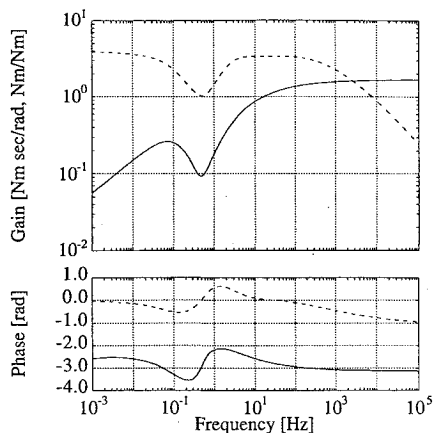 Gain [Nm sec/rad, Nm/Nm]
10^1
10^0
10^-1
10^-2
Phase [rad]
1.0
0.0
-1.0
-2.0
-3.0
-4.0
10^-3 10^-1 10^1 10^3 10^5
Frequency [Hz]